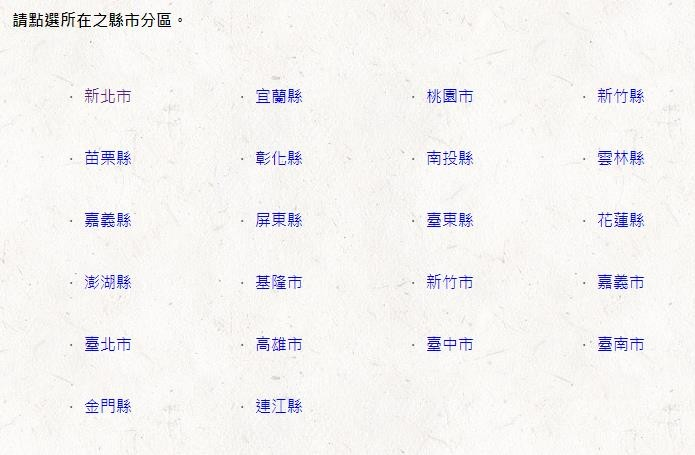 請點選所在之縣市分區。
· 新北市 · 宜蘭縣 · 桃園市 · 新竹縣
· 苗栗縣 · 彰化縣 · 南投縣 · 雲林縣
· 嘉義縣 · 屏東縣 · 臺東縣 · 花蓮縣
· 澎湖縣 · 基隆市 · 新竹市 · 嘉義市
· 臺北市 · 高雄市 · 臺中市 · 臺南市
· 金門縣 · 連江縣